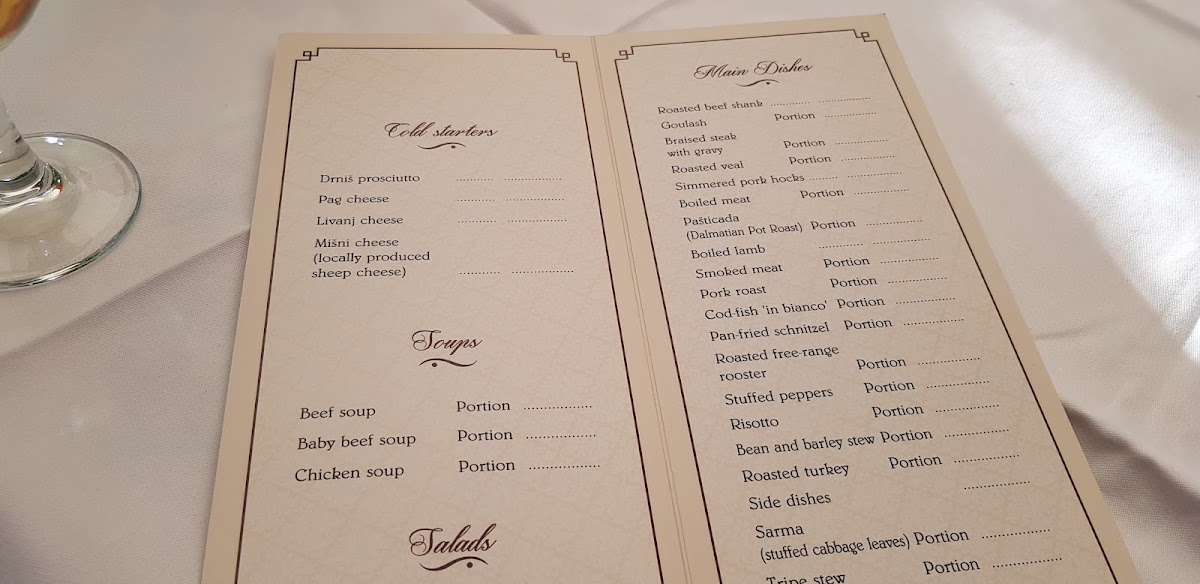 Cold starters
Drniš prosciutto ............ ..................
Pag cheese ............ ..................
Livanj cheese ............ ..................
Mišni cheese
(locally produced
sheep cheese) ............ ..................
Soups
Beef soup Portion ..................
Baby beef soup Portion ..................
Chicken soup Portion ..................
Salads
Main Dishes
Roasted beef shank ............ ..................
Goulash Portion ..................
Braised steak
with gravy Portion ..................
Roasted veal Portion ..................
Simmered pork hocks ............ ..................
Boiled meat Portion ..................
Pašticada
(Dalmatian Pot Roast) Portion ..................
Boiled lamb ............ ..................
Smoked meat Portion ..................
Pork roast Portion ..................
Cod-fish 'in bianco' Portion ..................
Pan-fried schnitzel Portion ..................
Roasted free-range
rooster Portion ..................
Stuffed peppers Portion ..................
Risotto Portion ..................
Bean and barley stew Portion ..................
Roasted turkey Portion ..................
Side dishes ..................
Sarma
(stuffed cabbage leaves) Portion ..................
Tripe stew Portion ..................